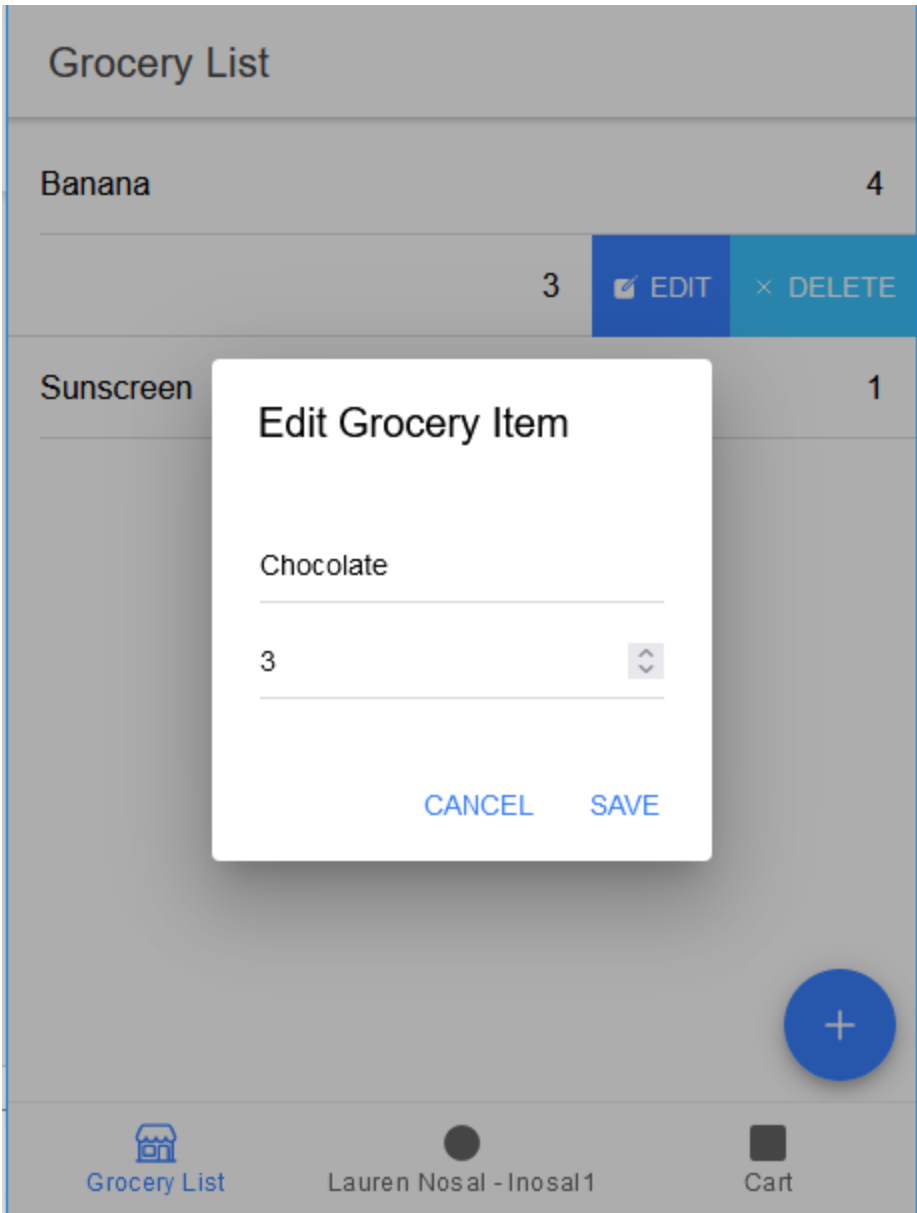 Grocery List
Banana 4
3 EDIT DELETE
Sunscreen 1
Edit Grocery Item
Chocolate
3
CANCEL SAVE
+
Grocery List Lauren Nosal - lnosal1 Cart